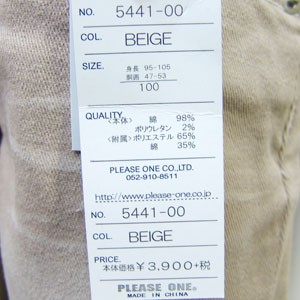 NO. 5441-00
COL. BEIGE
SIZE. 身長 95-105
胴囲 47-53
100
QUALITY.
〈本体〉 綿 98%
ポリウレタン 2%
〈附属〉ポリエステル 65%
綿 35%
PLEASE ONE CO.,LTD.
052-910-8511
http://www.please-one.co.jp
NO. 5441-00
COL. BEIGE
PRICE.
本体価格 ¥3,900+税
PLEASE ONE.
MADE IN CHINA